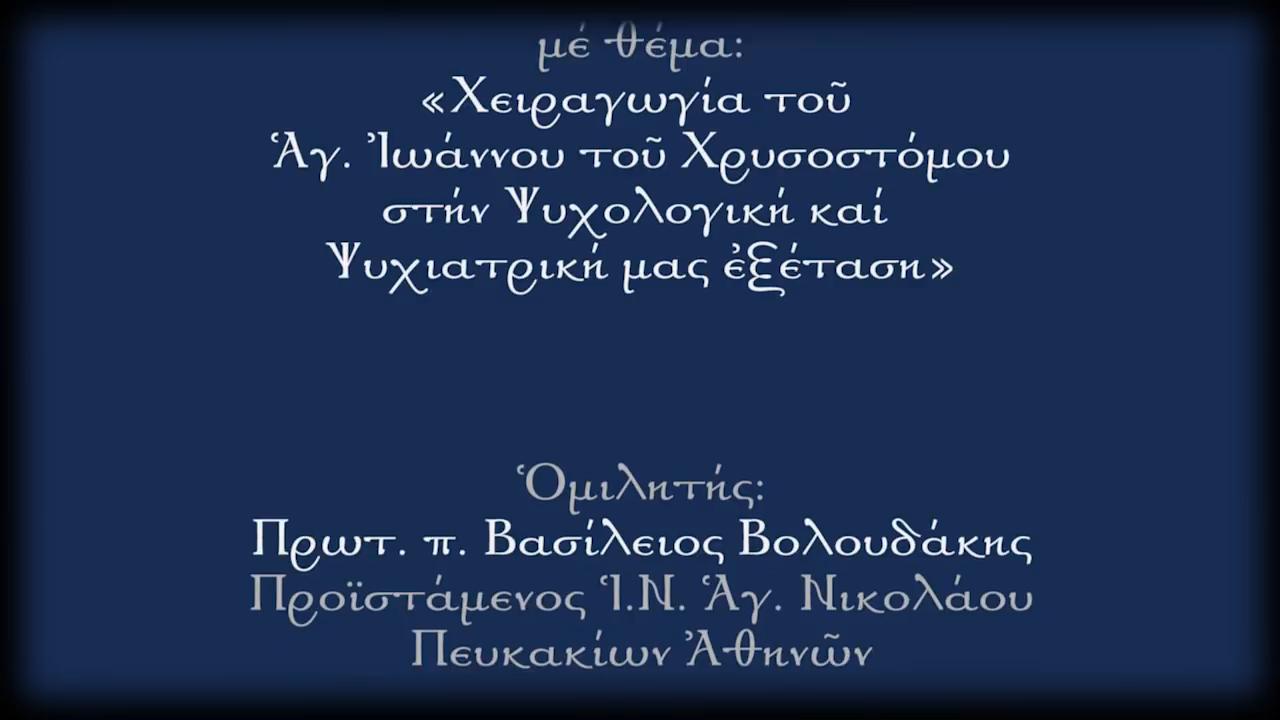 μέ θέμα:
«Χειραγωγία τοῦ
Ἁγ. Ἰωάννου τοῦ Χρυσοστόμου
στήν Ψυχολογική καί
Ψυχιατρική μας ἐξέταση»
Ὁμιλητής:
Πρωτ. π. Βασίλειος Βολουδάκης
Προϊστάμενος Ἱ.Ν. Ἁγ. Νικολάου
Πευκακίων Ἀθηνῶν